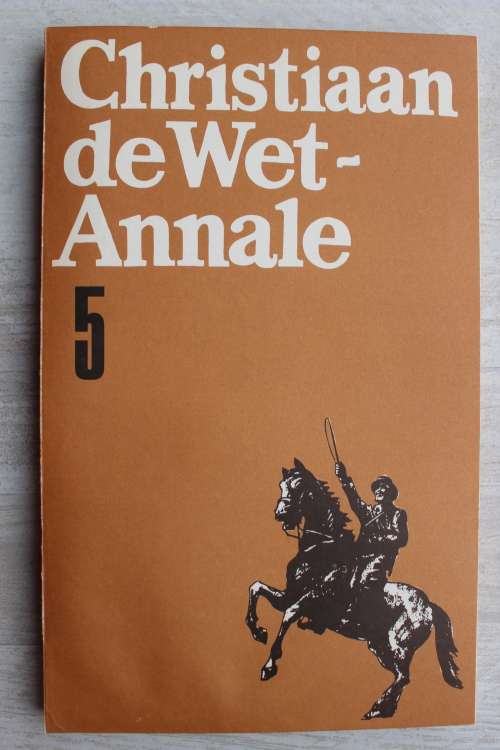 Christiaan
de Wet-
Annale
5